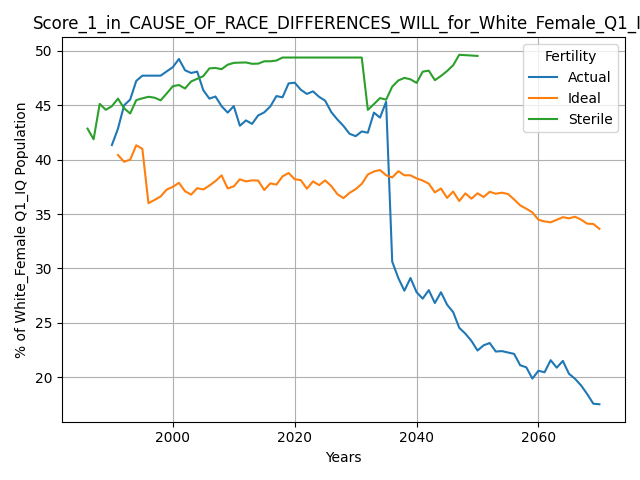 Score_1_in_CAUSE_OF_RACE_DIFFERENCES_WILL_for_White_Female_Q1_I
% of White_Female Q1_IQ Population
50
45
40
35
30
25
20
Fertility
Actual
Ideal
Sterile
2000 2020 2040 2060
Years